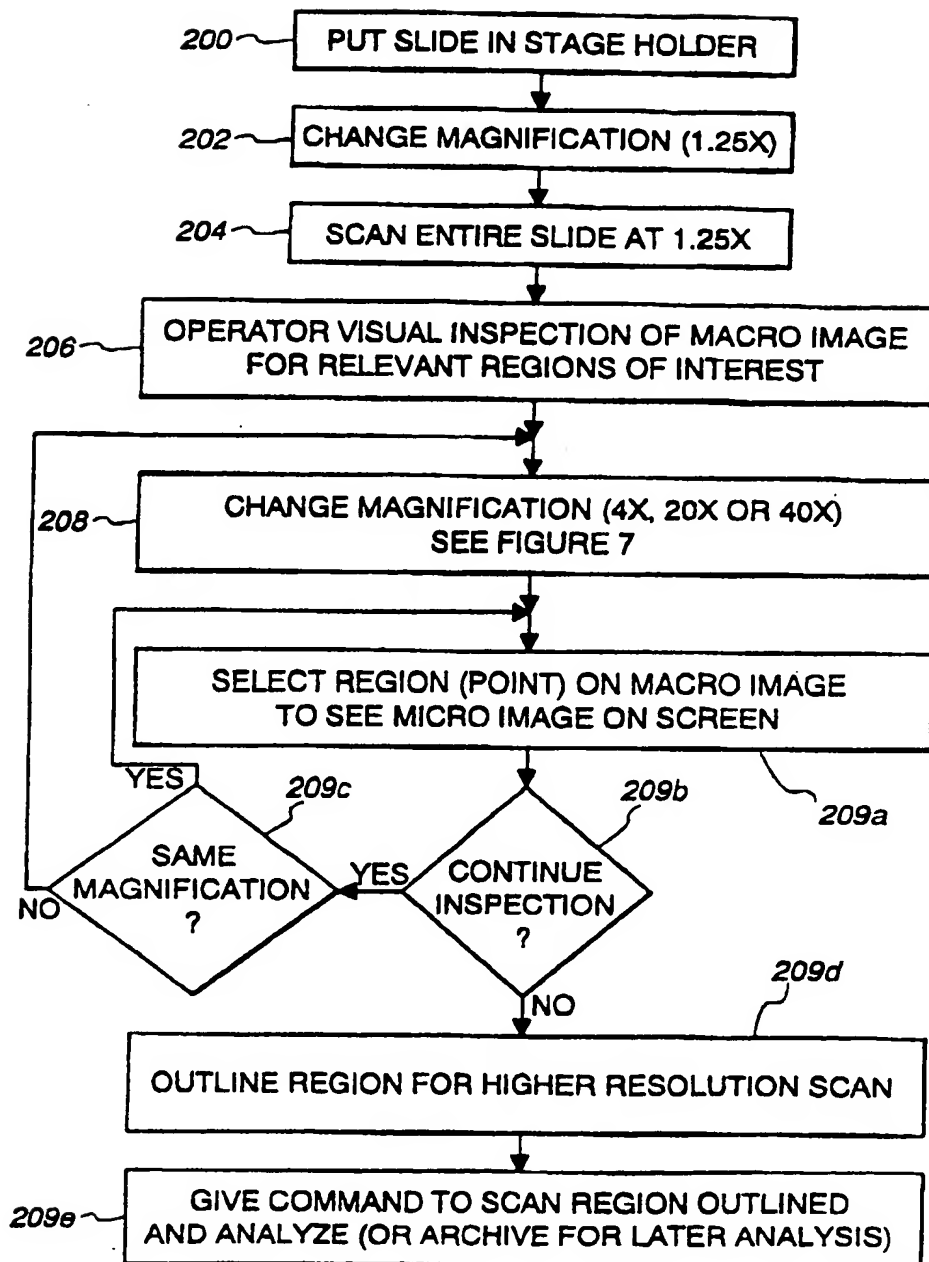 200
PUT SLIDE IN STAGE HOLDER
202
CHANGE MAGNIFICATION (1.25X)
204
SCAN ENTIRE SLIDE AT 1.25X
206
OPERATOR VISUAL INSPECTION OF MACRO IMAGE
FOR RELEVANT REGIONS OF INTEREST
208
CHANGE MAGNIFICATION (4X, 20X OR 40X)
SEE FIGURE 7
SELECT REGION (POINT) ON MACRO IMAGE
TO SEE MICRO IMAGE ON SCREEN
209a
YES
209c
SAME
MAGNIFICATION
?
NO
YES
209b
CONTINUE
INSPECTION
?
NO
209d
OUTLINE REGION FOR HIGHER RESOLUTION SCAN
209e
GIVE COMMAND TO SCAN REGION OUTLINED
AND ANALYZE (OR ARCHIVE FOR LATER ANALYSIS)